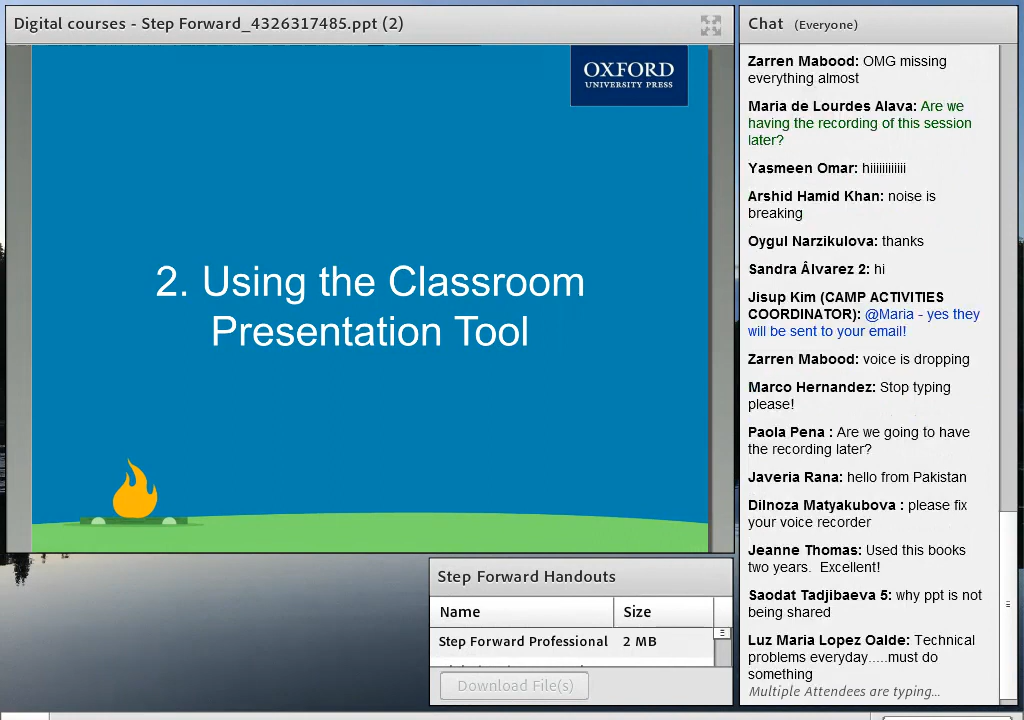 Digital courses - Step Forward_4326317485.ppt (2)
OXFORD
UNIVERSITY PRESS
2. Using the Classroom
Presentation Tool
Step Forward Handouts
Name Size
Step Forward Professional 2 MB
Download File(s)
Chat (Everyone)
Zarren Mabood: OMG missing
everything almost
Maria de Lourdes Alava: Are we
having the recording of this session
later?
Yasmeen Omar: hiiiiiiiiiiiii
Arshid Hamid Khan: noise is
breaking
Oygul Narzikulova: thanks
Sandra Âlvarez 2: hi
Jisup Kim (CAMP ACTIVITIES
COORDINATOR): @Maria - yes they
will be sent to your email!
Zarren Mabood: voice is dropping
Marco Hernandez: Stop typing
please!
Paola Pena : Are we going to have
the recording later?
Javeria Rana: hello from Pakistan
Dilnoza Matyakubova : please fix
your voice recorder
Jeanne Thomas: Used this books
two years. Excellent!
Saodat Tadjibaeva 5: why ppt is not
being shared
Luz Maria Lopez Oalde: Technical
problems everyday.....must do
something
Multiple Attendees are typing...